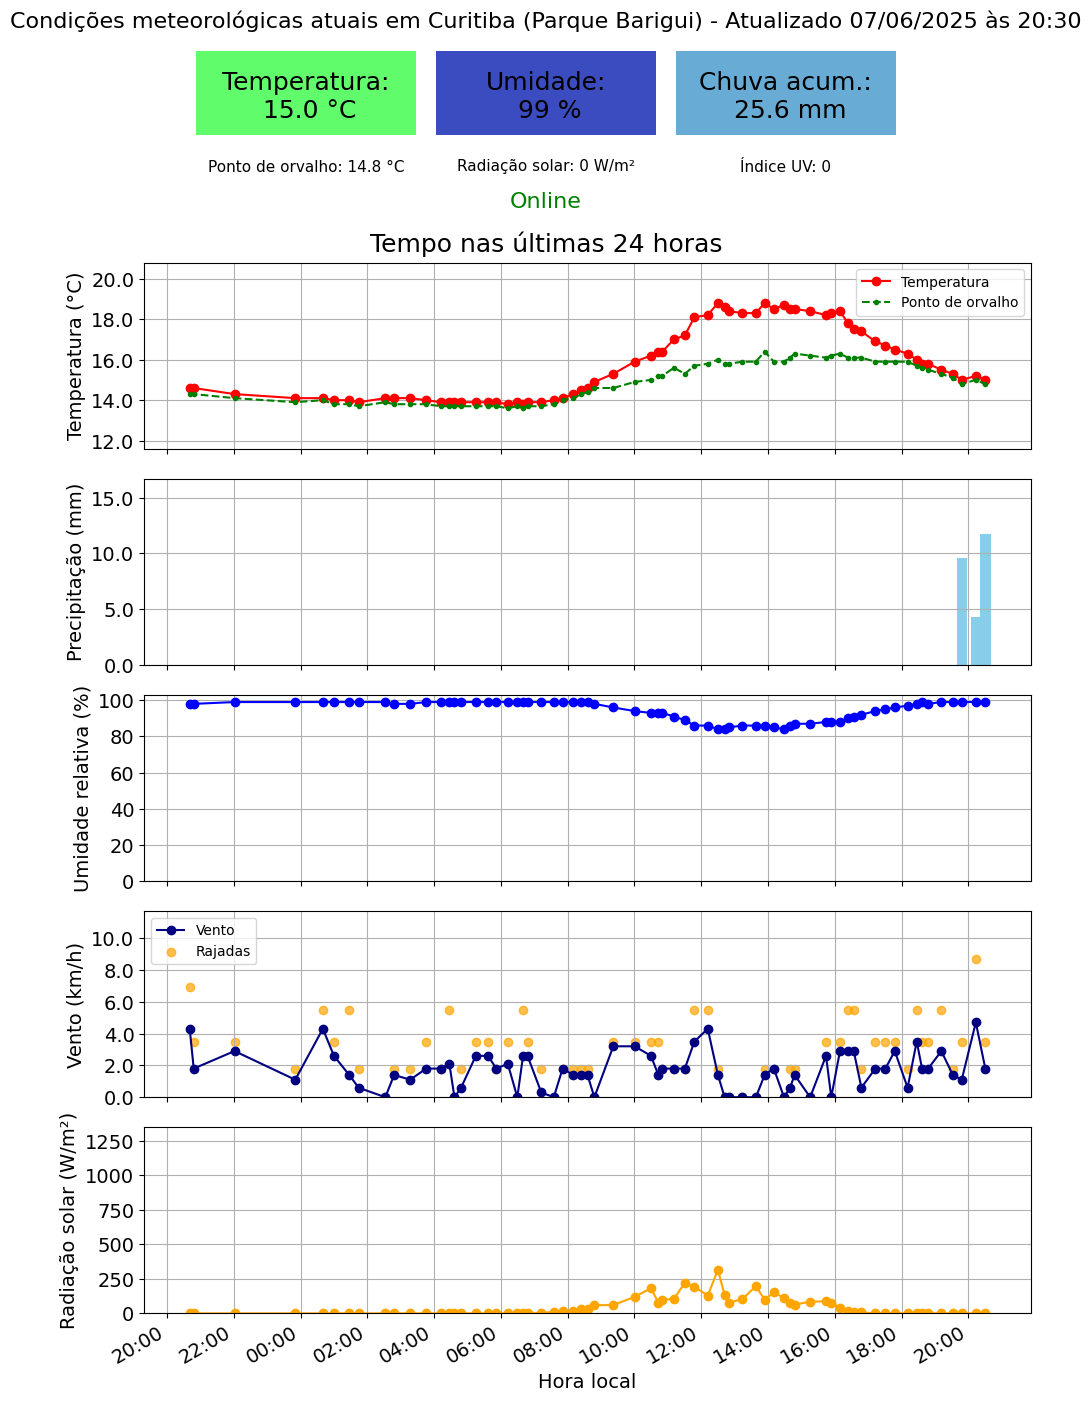 Condições meteorológicas atuais em Curitiba (Parque Barigui) - Atualizado 07/06/2025 às 20:30
Temperatura:
15.0 °C
Umidade:
99 %
Chuva acum.:
25.6 mm
Ponto de orvalho: 14.8 °C
Radiação solar: 0 W/m²
Índice UV: 0
Online
Tempo nas últimas 24 horas
Temperatura (°C)
20.0
18.0
16.0
14.0
12.0
Temperatura
Ponto de orvalho
Precipitação (mm)
15.0
10.0
5.0
0.0
Umidade relativa (%)
100
80
60
40
20
0
Vento (km/h)
10.0
8.0
6.0
4.0
2.0
0.0
Vento
Rajadas
Radiação solar (W/m²)
1250
1000
750
500
250
0
20:00
22:00
00:00
02:00
04:00
06:00
08:00
10:00
12:00
14:00
16:00
18:00
20:00
Hora local